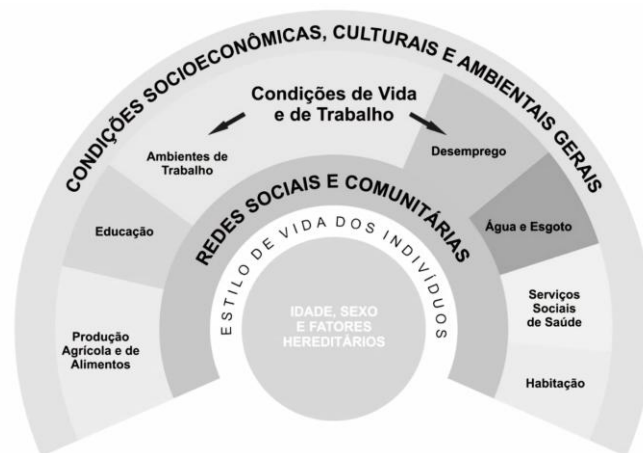 CONDIÇÕES SOCIOECONÔMICAS, CULTURAIS E AMBIENTAIS GERAIS
Condições de Vida
e de Trabalho
Ambientes de
Trabalho
Desemprego
Educação
Água e Esgoto
Produção
Agrícola e de
Alimentos
Serviços
Sociais
de Saúde
Habitação
REDES SOCIAIS E COMUNITÁRIAS
ESTILO DE VIDA DOS INDIVÍDUOS
IDADE, SEXO
E FATORES
HEREDITÁRIOS